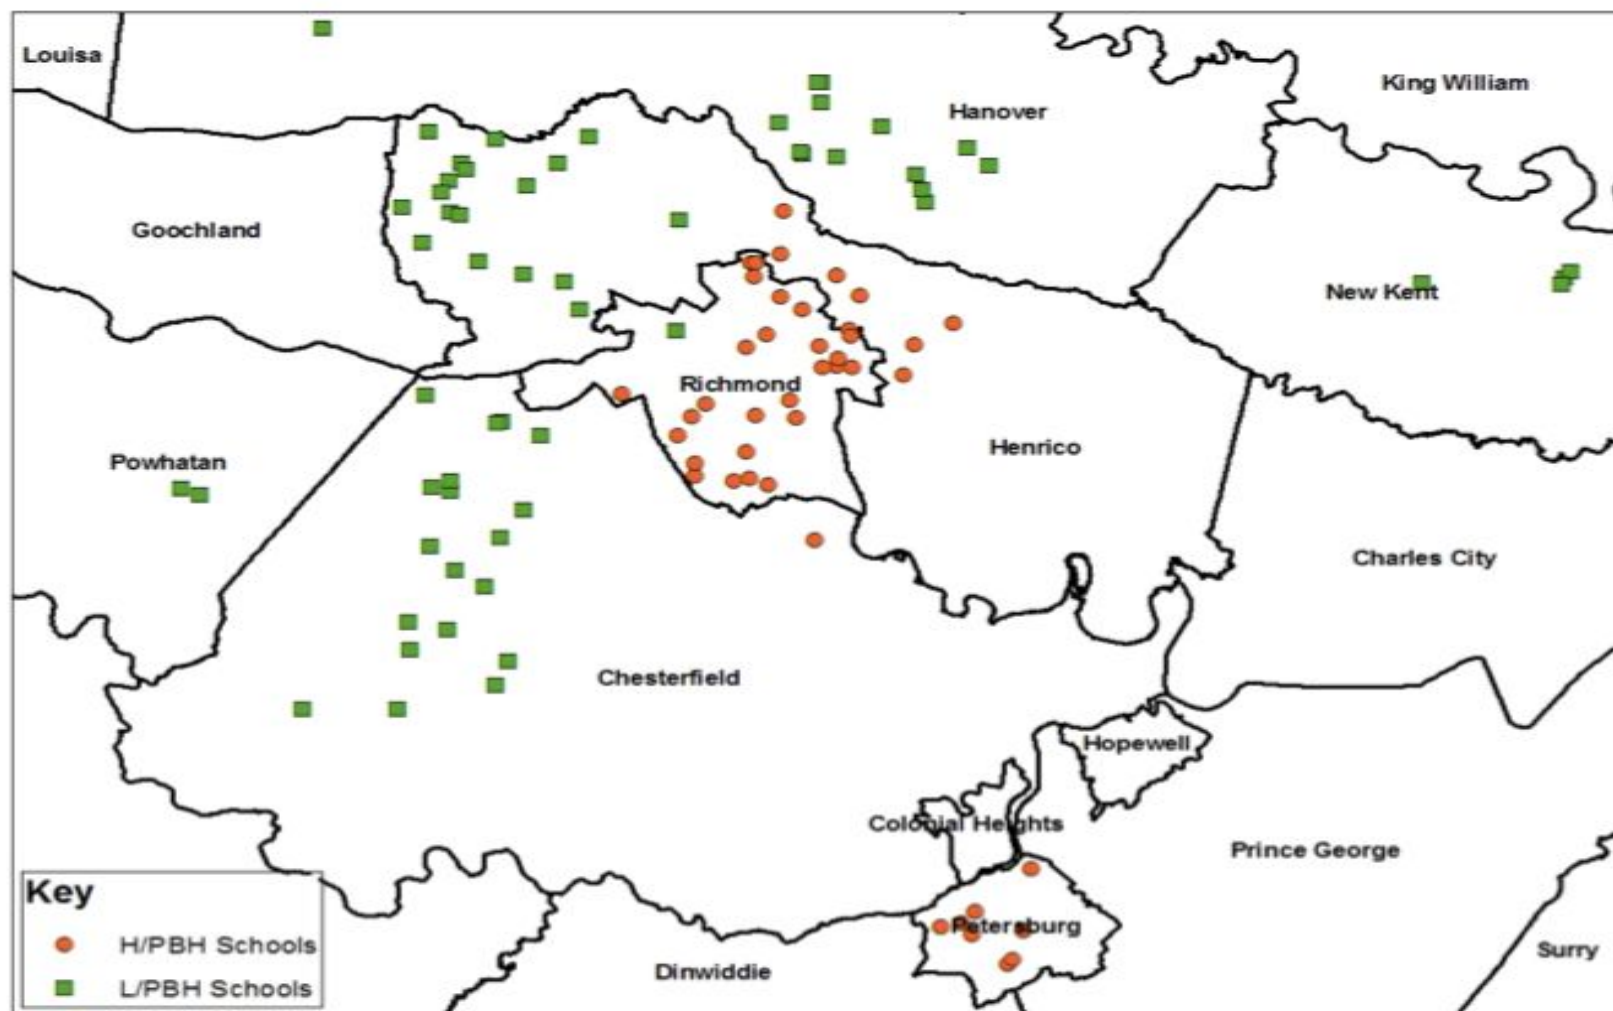 Louisa
King William
Hanover
Goochland
New Kent
Richmond
Henrico
Powhatan
Charles City
Chesterfield
Hopewell
Colonial Heights
Prince George
Petersburg
Surry
Dinwiddie
Key
H/PBH Schools
L/PBH Schools